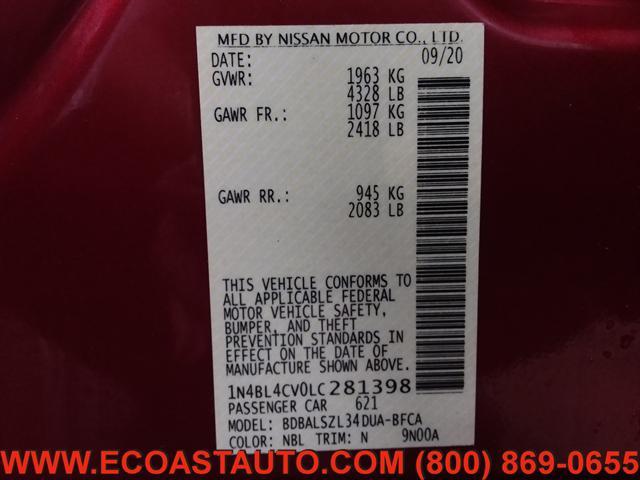 MFD BY NISSAN MOTOR CO., LTD.
DATE: 09/20
GVWR: 1963 KG
4328 LB
GAWR FR.: 1097 KG
2418 LB
GAWR RR.: 945 KG
2083 LB
THIS VEHICLE CONFORMS TO
ALL APPLICABLE FEDERAL
MOTOR VEHICLE SAFETY,
BUMPER, AND THEFT
PREVENTION STANDARDS IN
EFFECT ON THE DATE OF
MANUFACTURE SHOWN ABOVE.
1N4BL4CV0LC281398
PASSENGER CAR 621
MODEL: BDBALSZL34DUA-BFCA
COLOR: NBL TRIM: N 9N00A
WWW.ECOASTAUTO.COM (800) 869-0655